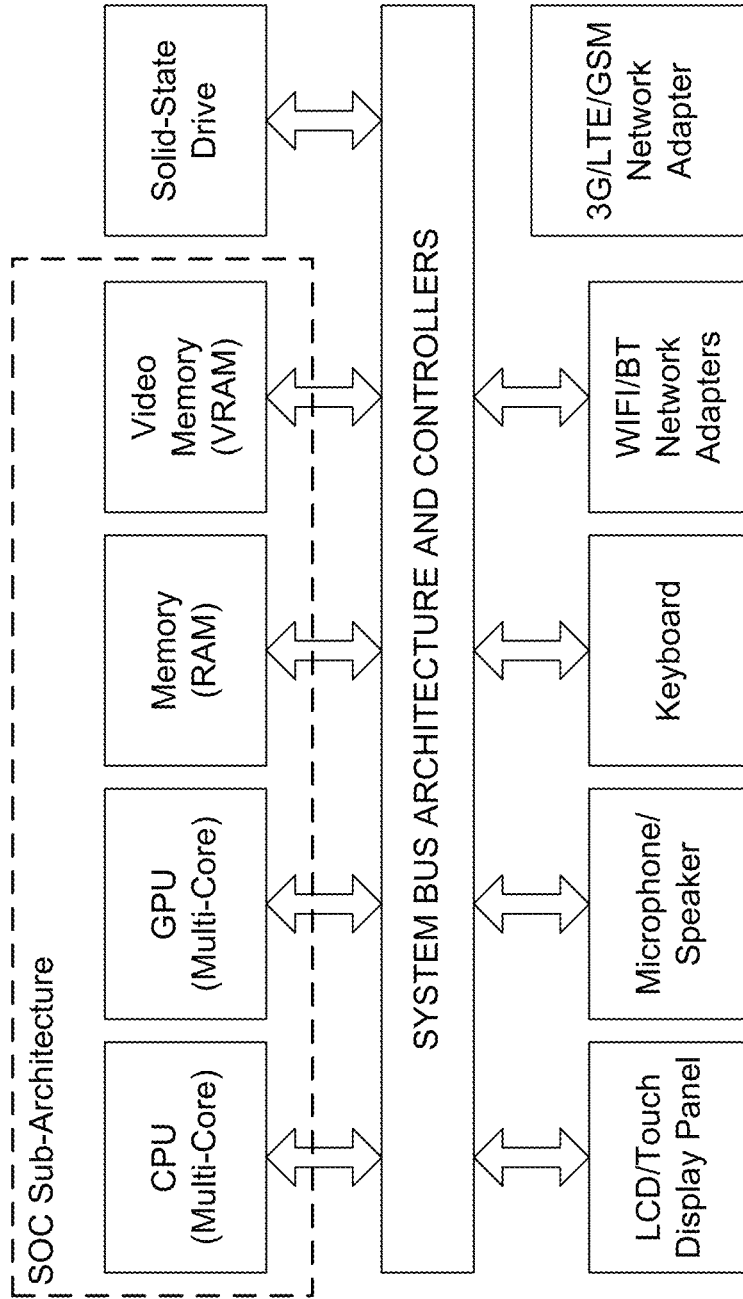 SOC Sub-Architecture
CPU
(Multi-Core)
GPU
(Multi-Core)
Memory
(RAM)
Video
Memory
(VRAM)
Solid-State
Drive
SYSTEM BUS ARCHITECTURE AND CONTROLLERS
LCD/Touch
Display Panel
Microphone/
Speaker
Keyboard
WIFI/BT
Network
Adapters
3G/LTE/GSM
Network
Adapter